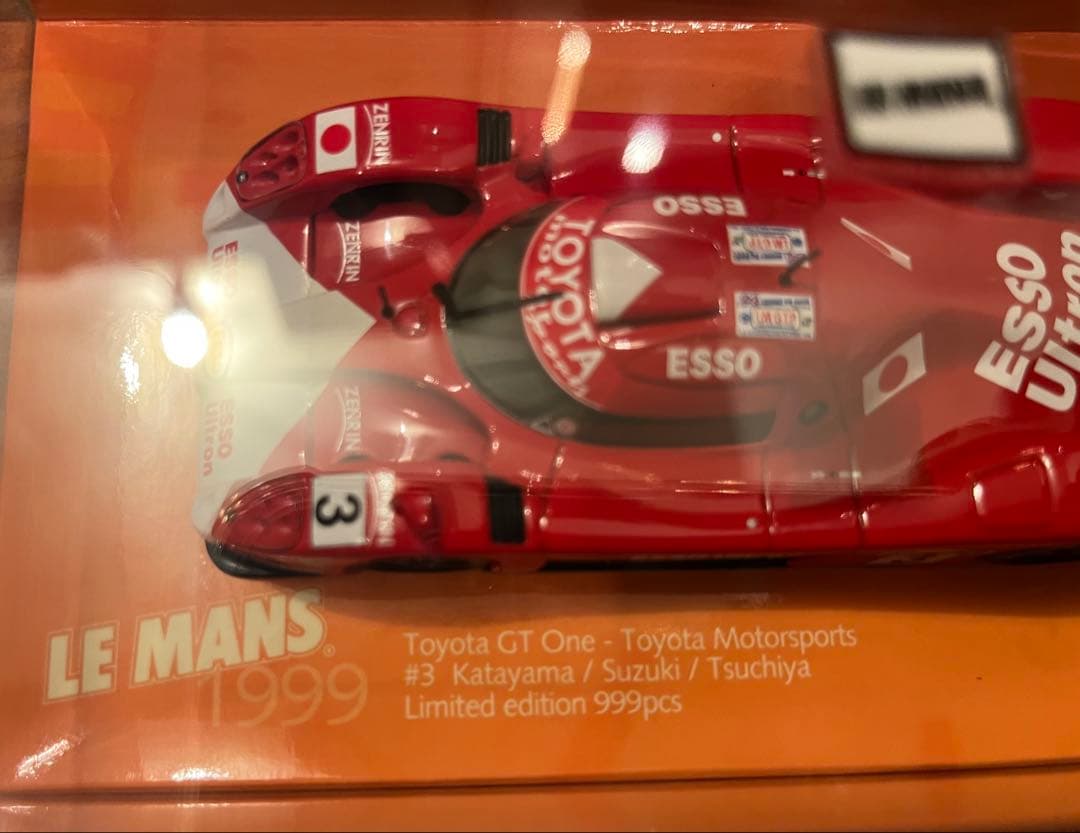 ZENRIN
ZENRIN
ESSO
TOYOTA
motorsports
ESSO
ESSO
Ultron
ZENRIN
ESSO
Ultron
3
LE MANS®
1999
Toyota GT One - Toyota Motorsports
#3 Katayama / Suzuki / Tsuchiya
Limited edition 999pcs